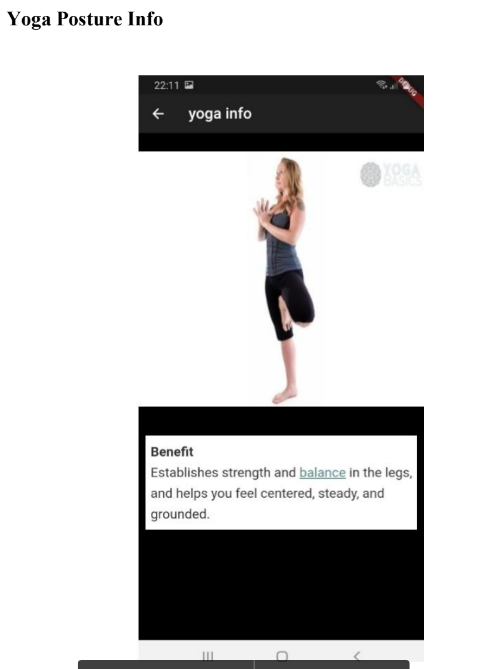 Yoga Posture Info
22:11
DEBUG
yoga info
YOGA
BASICS
Benefit
Establishes strength and balance in the legs,
and helps you feel centered, steady, and
grounded.